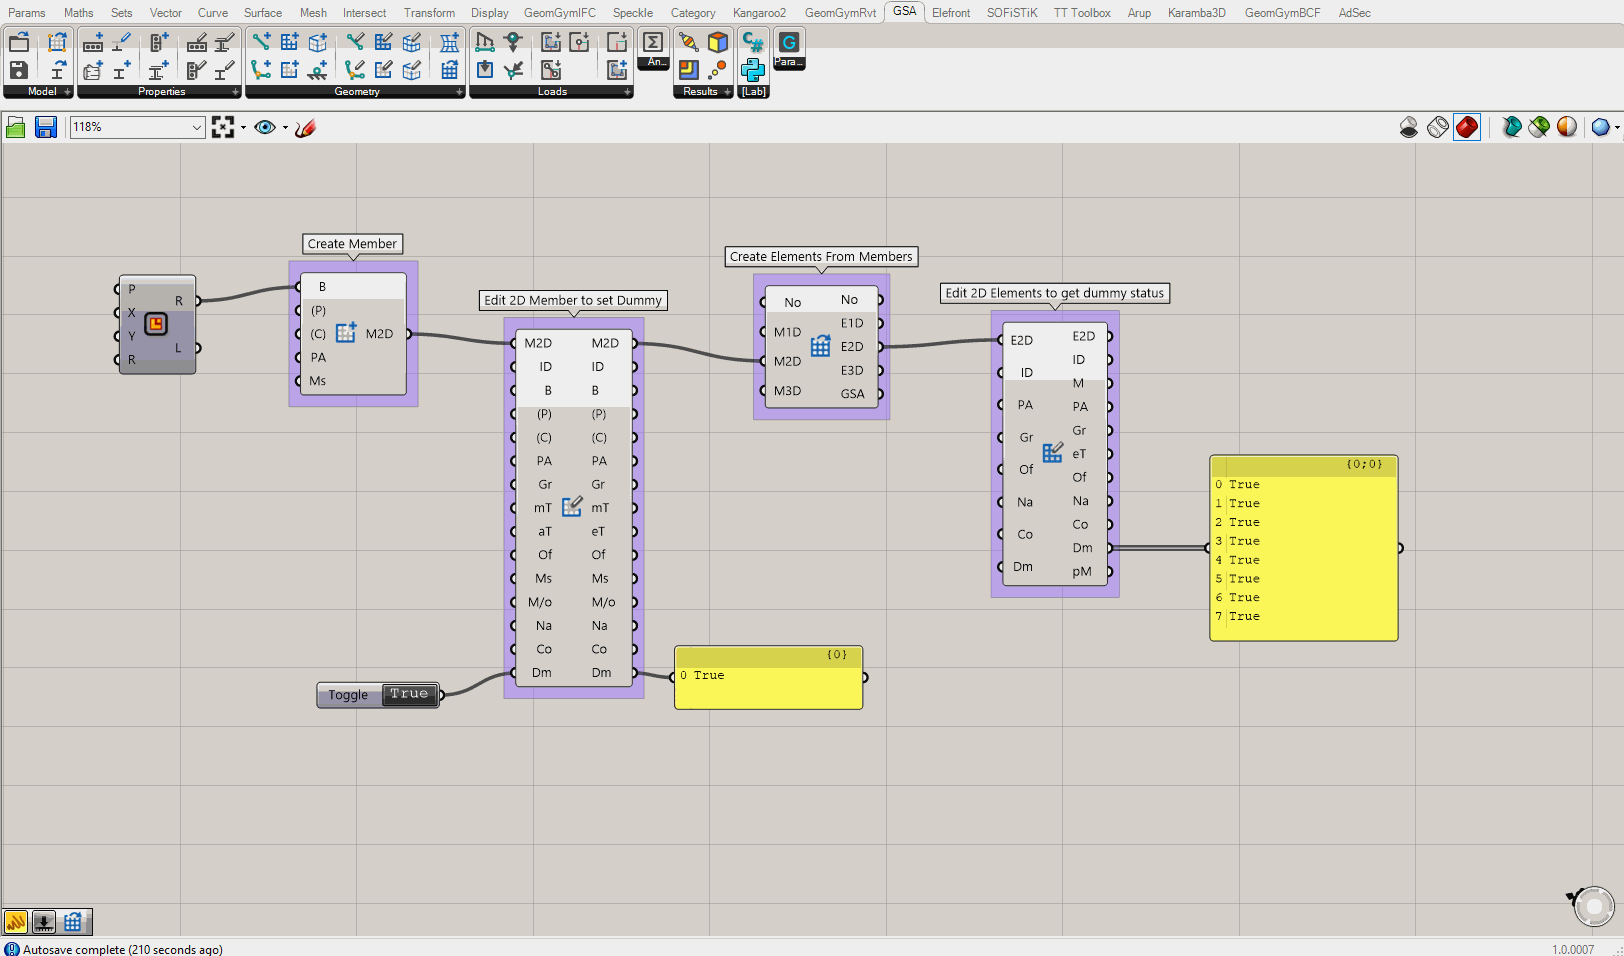 Params Maths Sets Vector Curve Surface Mesh Intersect Transform Display GeomGymIFC Speckle Category Kangaroo2 GeomGymRvt GSA Elefront SOFiSTiK TT Toolbox Arup Karamba3D GeomGymBCF AdSec
Model Properties Geometry Loads An... Results [Lab] Para...
118%
Create Member
P
X
Y
R
R
L
B
(P)
(C)
PA
Ms
M2D
Edit 2D Member to set Dummy
M2D M2D
ID ID
B B
(P) (P)
(C) (C)
PA PA
Gr Gr
mT mT
aT eT
Of Of
Ms Ms
M/o M/o
Na Na
Co Co
Dm Dm
Toggle True
{0}
0 True
Create Elements From Members
No
M1D
M2D
M3D
No
E1D
E2D
E3D
GSA
Edit 2D Elements to get dummy status
E2D
ID
PA
Gr
Of
Na
Co
Dm
E2D
ID
M
PA
Gr
eT
Of
Na
Co
Dm
pM
{0;0}
0 True
1 True
2 True
3 True
4 True
5 True
6 True
7 True
Autosave complete (210 seconds ago)
1.0.0007